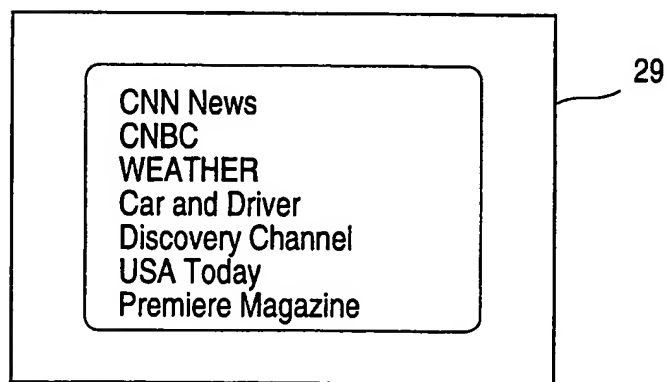 29
CNN News
CNBC
WEATHER
Car and Driver
Discovery Channel
USA Today
Premiere Magazine